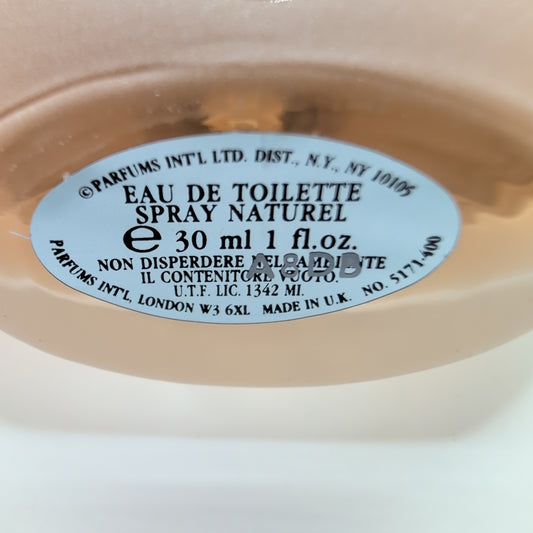 ©PARFUMS INT'L LTD. DIST., N.Y., NY 10105
EAU DE TOILETTE
SPRAY NATUREL
e 30 ml 1 fl.oz.
NON DISPERDERE NELL'AMBIENTE
IL CONTENITORE VUOTO.
U.T.F. LIC. 1342 MI.
PARFUMS INT'L, LONDON W3 6XL MADE IN U.K. NO. 5171-400
A8DB